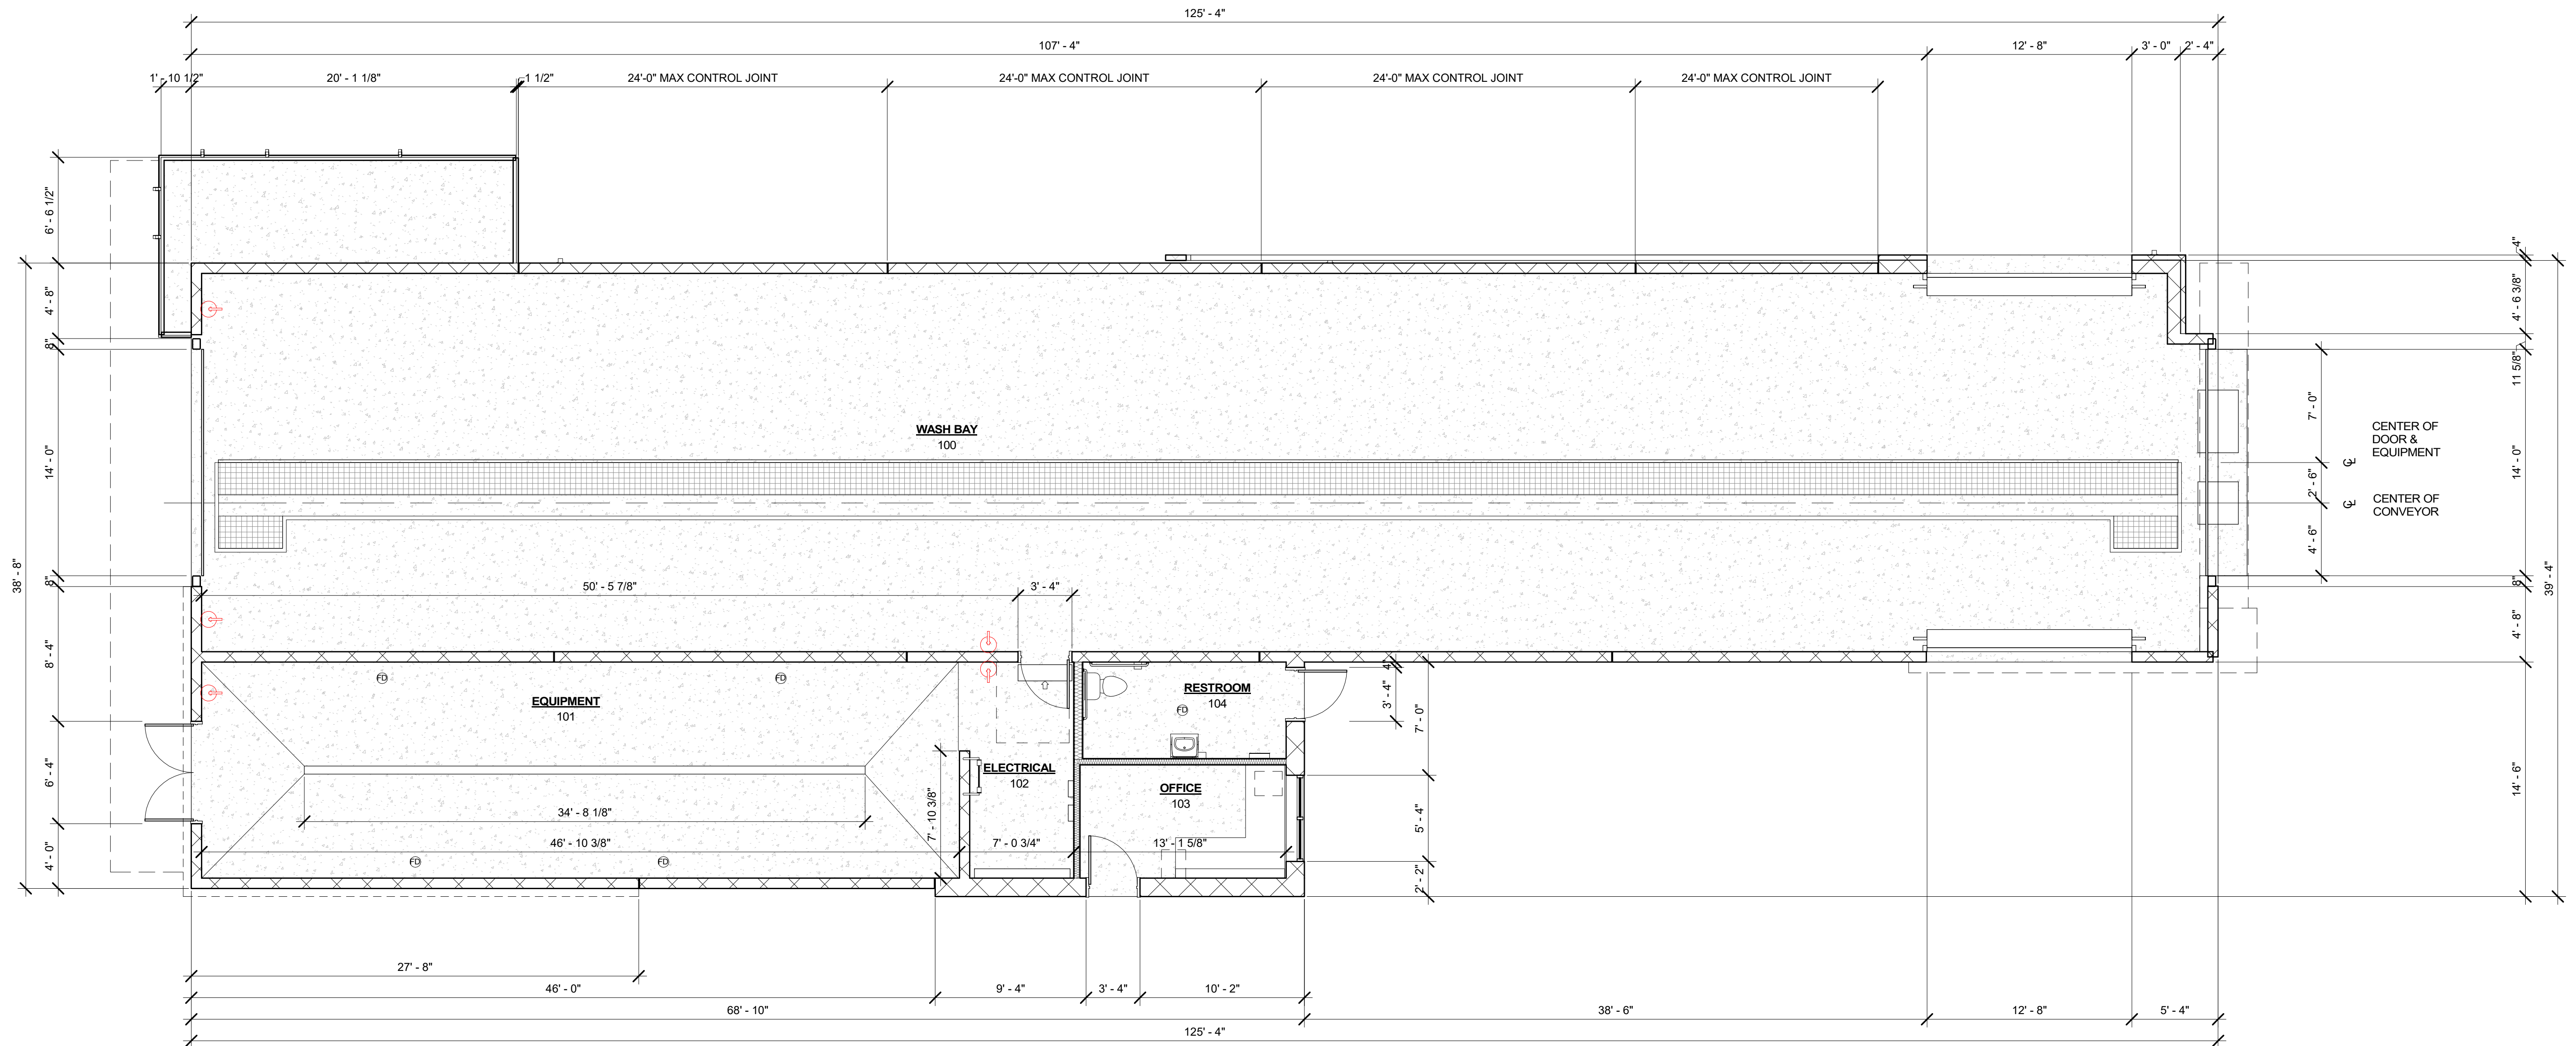 125' - 4"
107' - 4"
12' - 8"
3' - 0"
2' - 4"
1' - 10 1/2"
20' - 1 1/8"
1 1/2"
24'-0" MAX CONTROL JOINT
24'-0" MAX CONTROL JOINT
24'-0" MAX CONTROL JOINT
24'-0" MAX CONTROL JOINT
6' - 6 1/2"
4' - 8"
8"
14' - 0"
8"
38' - 8"
8' - 4"
6' - 4"
4' - 0"
4"
4' - 6 3/8"
11 5/8"
14' - 0"
8"
4' - 8"
39' - 4"
14' - 6"
7' - 0"
2' - 6"
4' - 6"
CENTER OF
DOOR &
EQUIPMENT
CENTER OF
CONVEYOR
WASH BAY
100
50' - 5 7/8"
3' - 4"
FD
FD
EQUIPMENT
101
RESTROOM
104
FD
4"
3' - 4"
7' - 0"
5' - 4"
2' - 2"
ELECTRICAL
102
OFFICE
103
7' - 10 3/8"
34' - 8 1/8"
46' - 10 3/8"
7' - 0 3/4"
13' - 1 5/8"
FD
FD
27' - 8"
46' - 0"
9' - 4"
3' - 4"
10' - 2"
68' - 10"
38' - 6"
12' - 8"
5' - 4"
125' - 4"